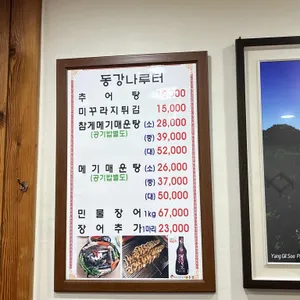 동강나루터
추 어 탕
미꾸라지튀김 15,000
참게메기매운탕 (소) 28,000
(공기밥별도) (중) 39,000
(대) 52,000
메 기 매 운 탕 (소) 26,000
(공기밥별도) (중) 37,000
(대) 50,000
민 물 장 어 1kg 67,000
장 어 추 가 1마리 23,000